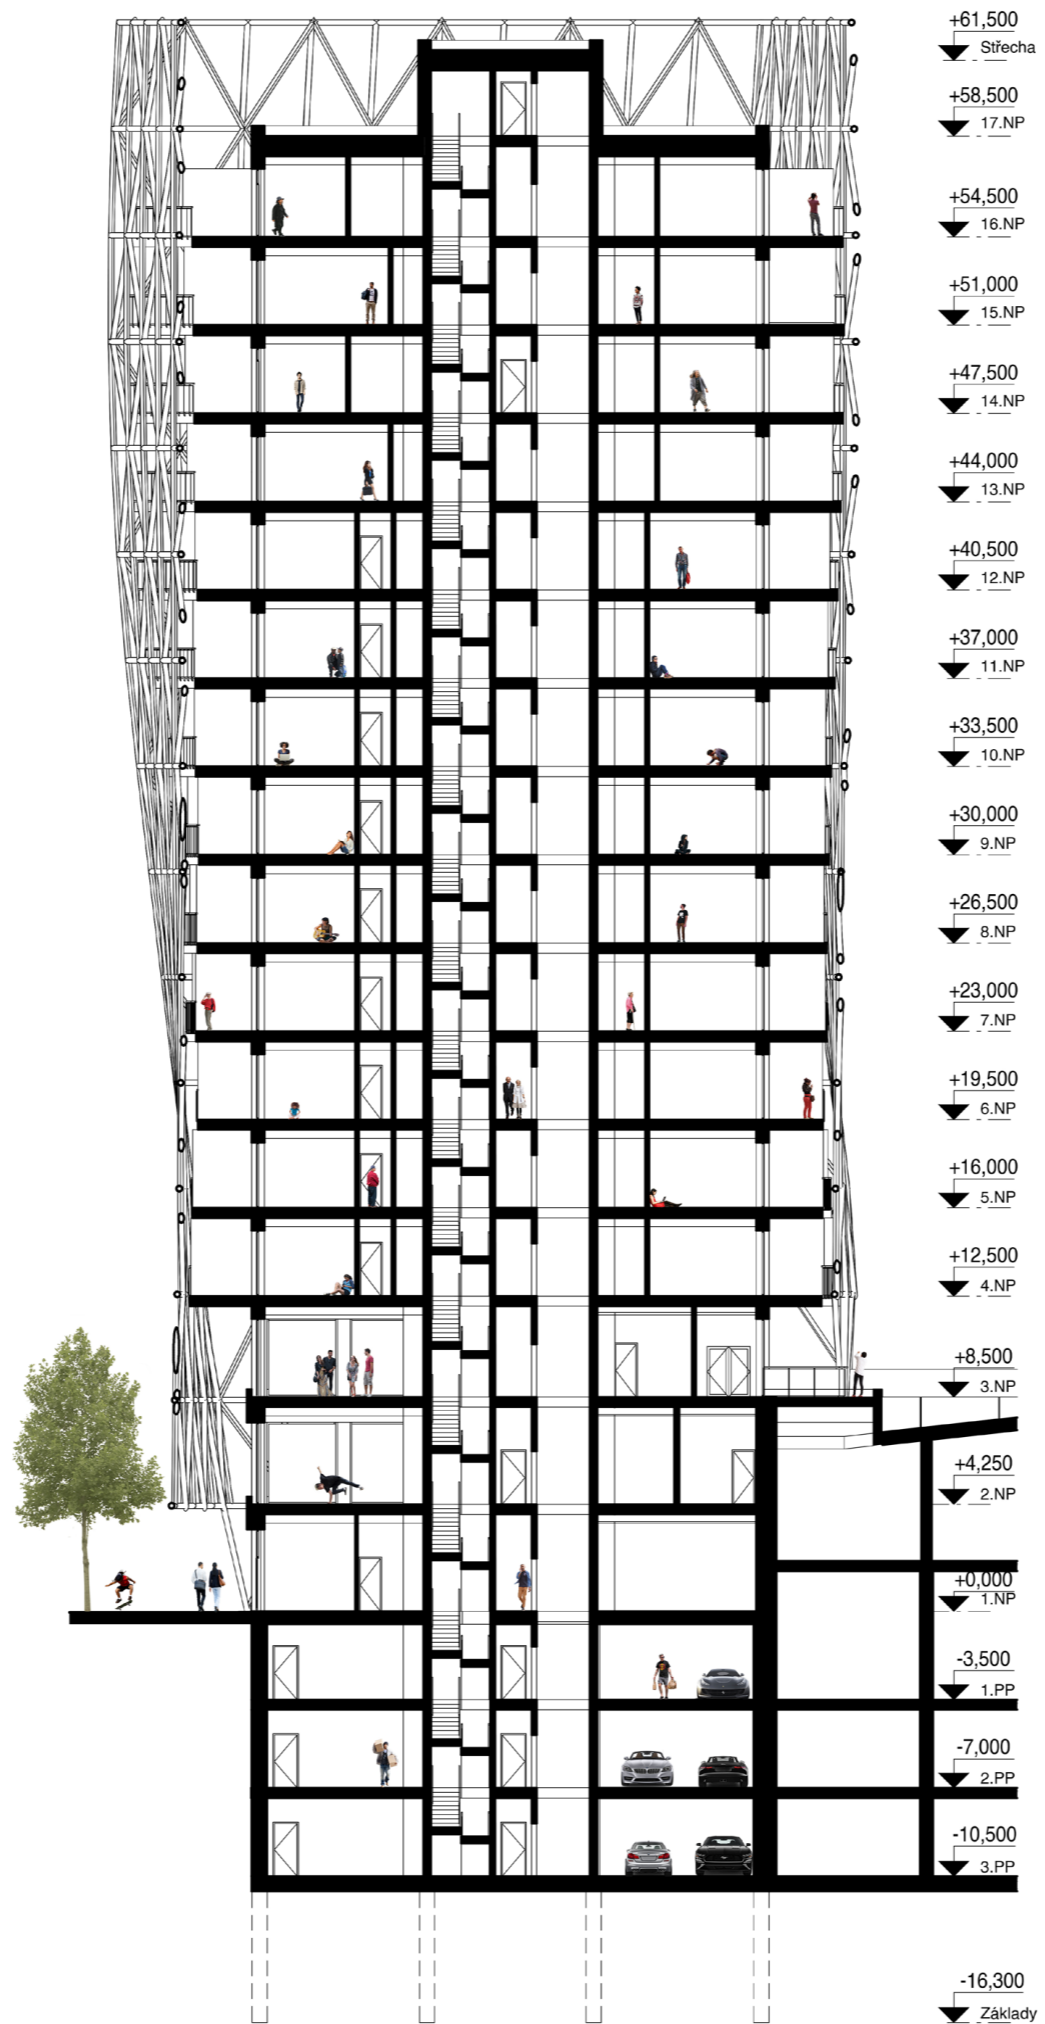 +61,500
Střecha
+58,500
17.NP
+54,500
16.NP
+51,000
15.NP
+47,500
14.NP
+44,000
13.NP
+40,500
12.NP
+37,000
11.NP
+33,500
10.NP
+30,000
9.NP
+26,500
8.NP
+23,000
7.NP
+19,500
6.NP
+16,000
5.NP
+12,500
4.NP
+8,500
3.NP
+4,250
2.NP
+0,000
1.NP
-3,500
1.PP
-7,000
2.PP
-10,500
3.PP
-16,300
Základy